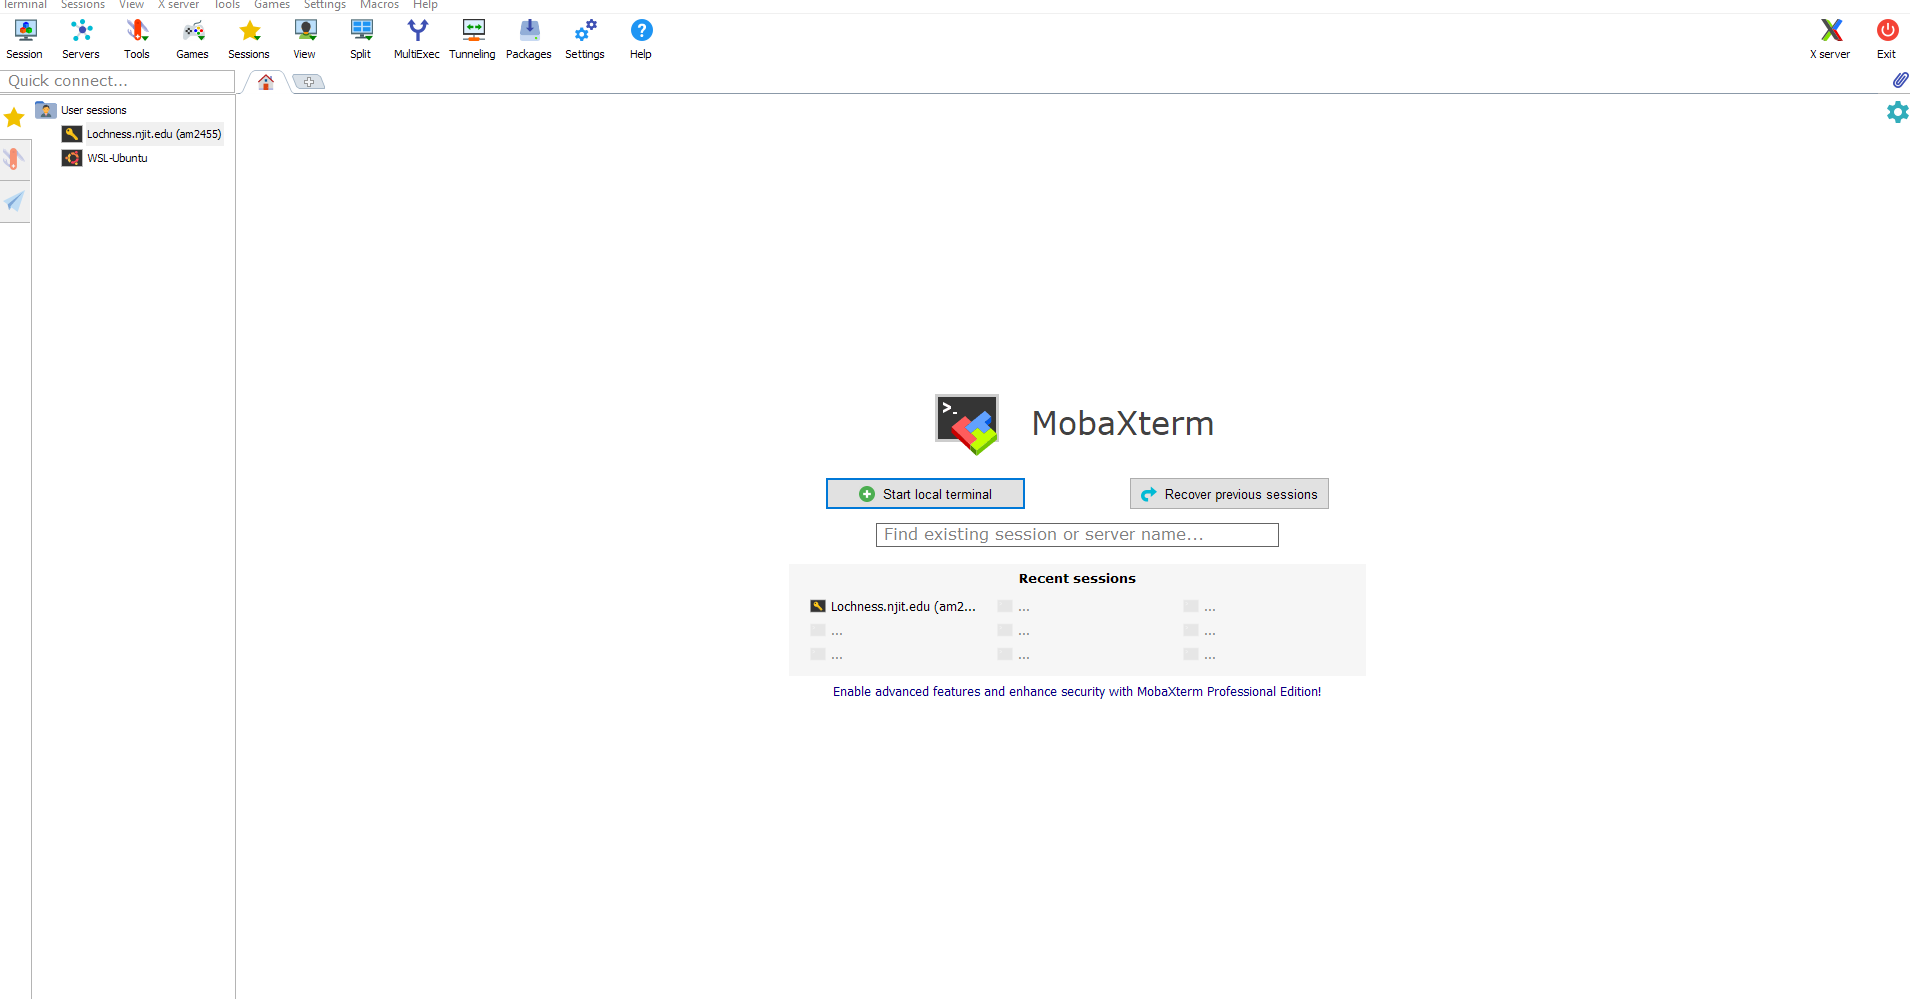 Terminal Sessions View X server Tools Games Settings Macros Help
Session Servers Tools Games Sessions View Split MultiExec Tunneling Packages Settings Help X server Exit
Quick connect...
User sessions
Lochness.njit.edu (am2455)
WSL-Ubuntu
>_
MobaXterm
Start local terminal Recover previous sessions
Find existing session or server name...
Recent sessions
Lochness.njit.edu (am2... ... ...
... ... ...
... ... ...
Enable advanced features and enhance security with MobaXterm Professional Edition!